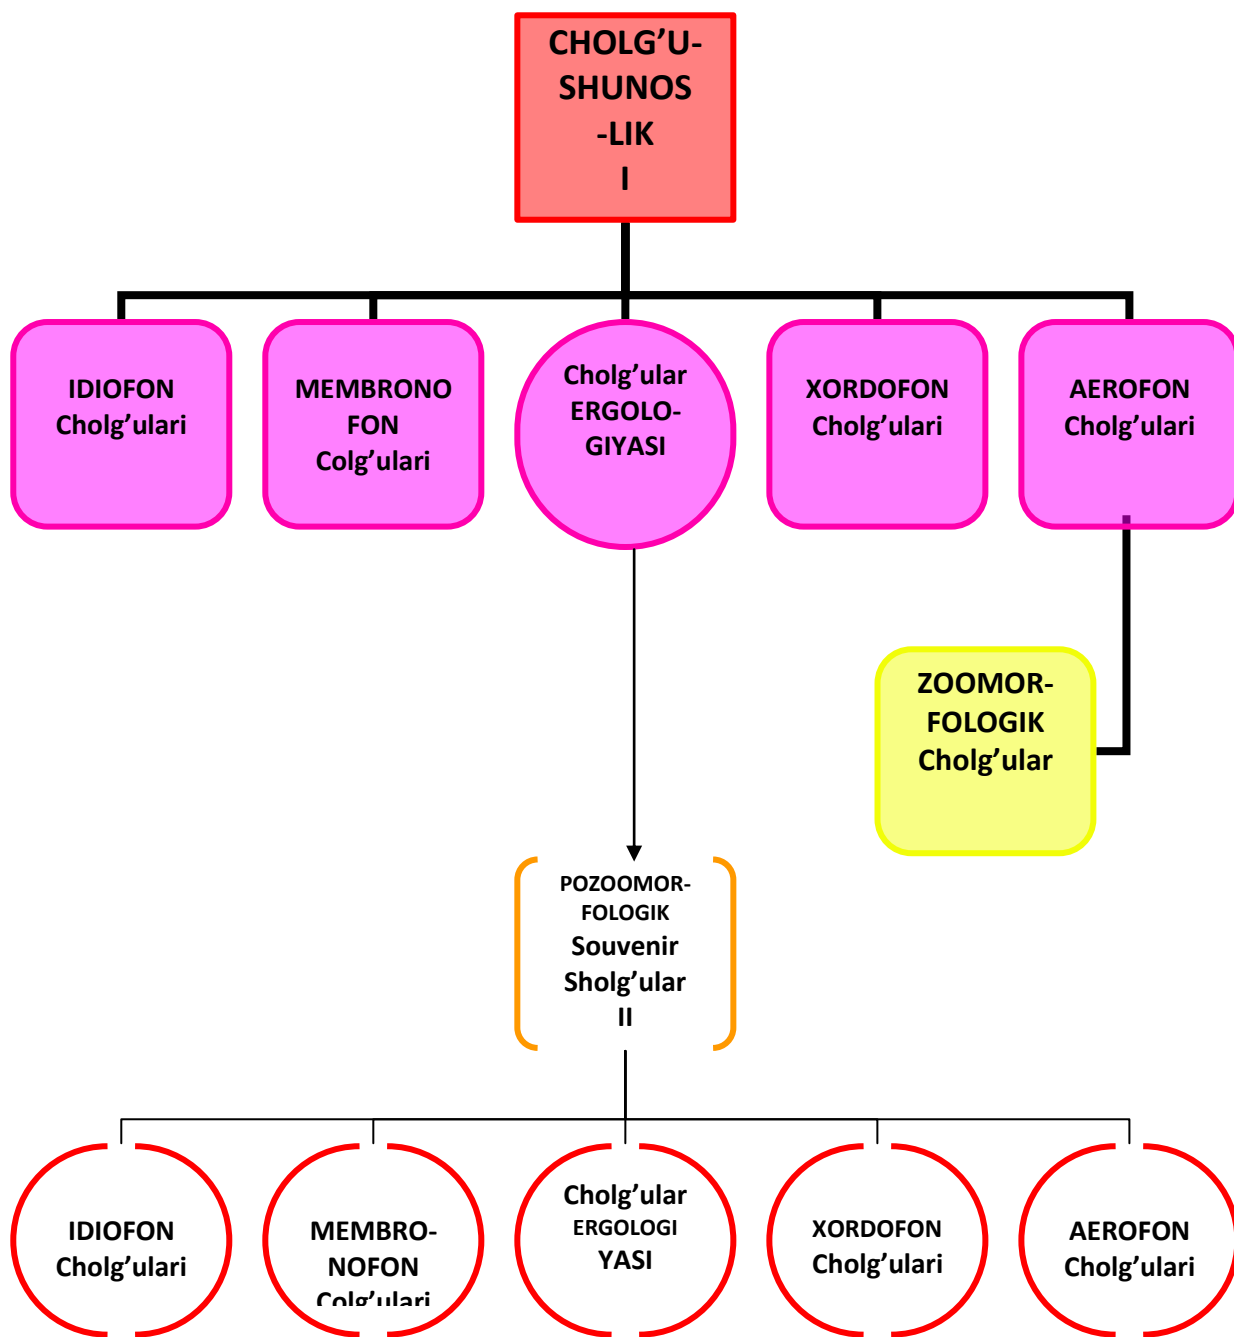 CHOLG’U-
SHUNOS
-LIK
I
IDIOFON
Cholg’ulari
MEMBRONO
FON
Colg’ulari
Cholg’ular
ERGOLO-
GIYASI
XORDOFON
Cholg’ulari
AEROFON
Cholg’ulari
ZOOMOR-
FOLOGIK
Cholg’ular
POZOOMOR-
FOLOGIK
Souvenir
Sholg’ular
II
IDIOFON
Cholg’ulari
MEMBRO-
NOFON
Colg’ulari
Cholg’ular
ERGOLOGI
YASI
XORDOFON
Cholg’ulari
AEROFON
Cholg’ulari